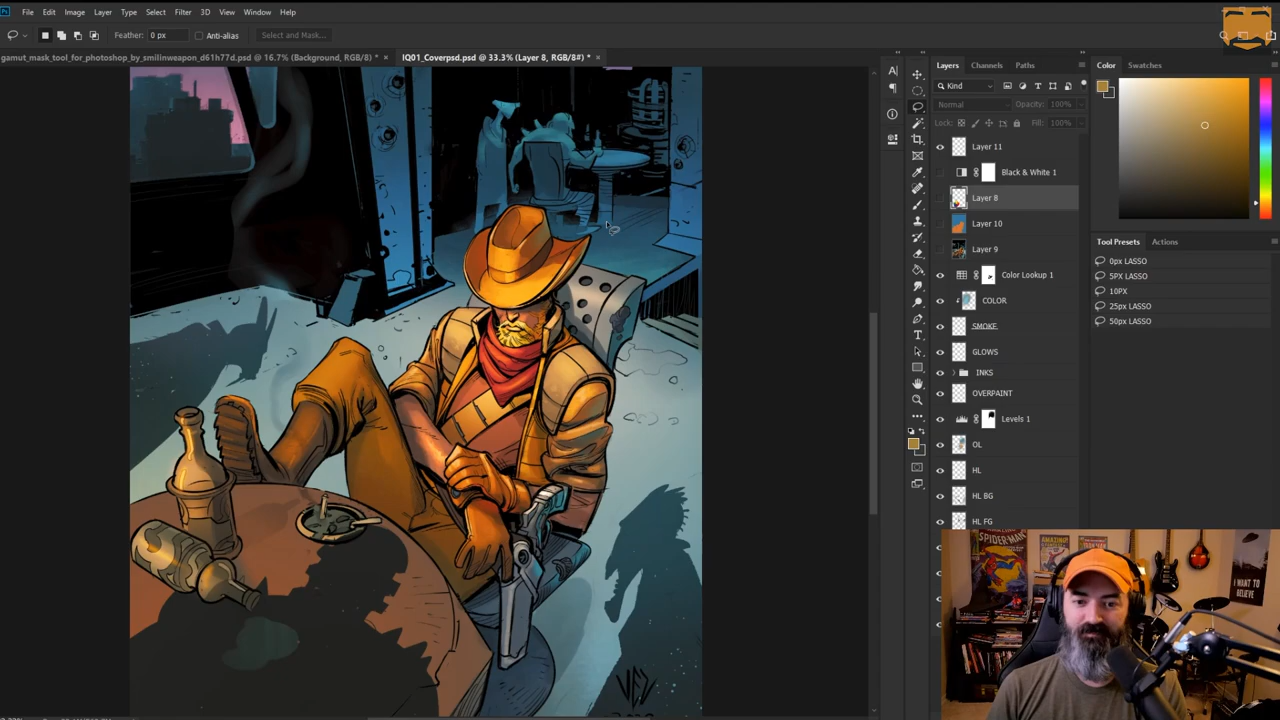 Ps File Edit Image Layer Type Select Filter 3D View Window Help
Feather: 0 px Anti-alias Select and Mask...
gamut_mask_tool_for_photoshop_by_smilinweapon_d61h77d.psd @ 16.7% (Background, RGB/8) * × IQ01_Coverpsd.psd @ 33.3% (Layer 8, RGB/8#) * ×
Layers Channels Paths
Kind
Normal Opacity: 100%
Lock: Fill: 100%
Layer 11
Black & White 1
Layer 8
Layer 10
Layer 9
Color Lookup 1
COLOR
SMOKE
GLOWS
INKS
OVERPAINT
Levels 1
OL
HL
HL BG
HL FG
Color Swatches
Tool Presets Actions
0px LASSO
5PX LASSO
10PX
25px LASSO
50px LASSO
SPIDER-MAN
AMAZING
I WANT TO
BELIEVE